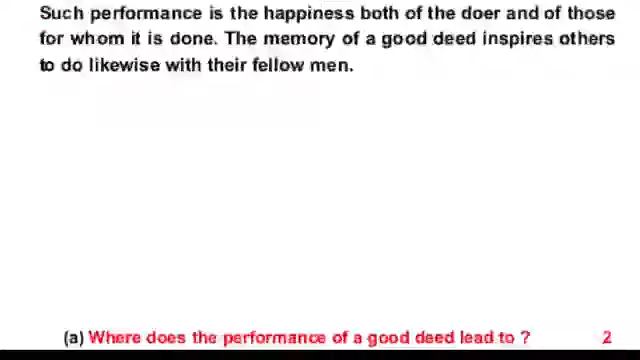 Such performance is the happiness both of the doer and of those
for whom it is done. The memory of a good deed inspires others
to do likewise with their fellow men.
(a) Where does the performance of a good deed lead to ? 2